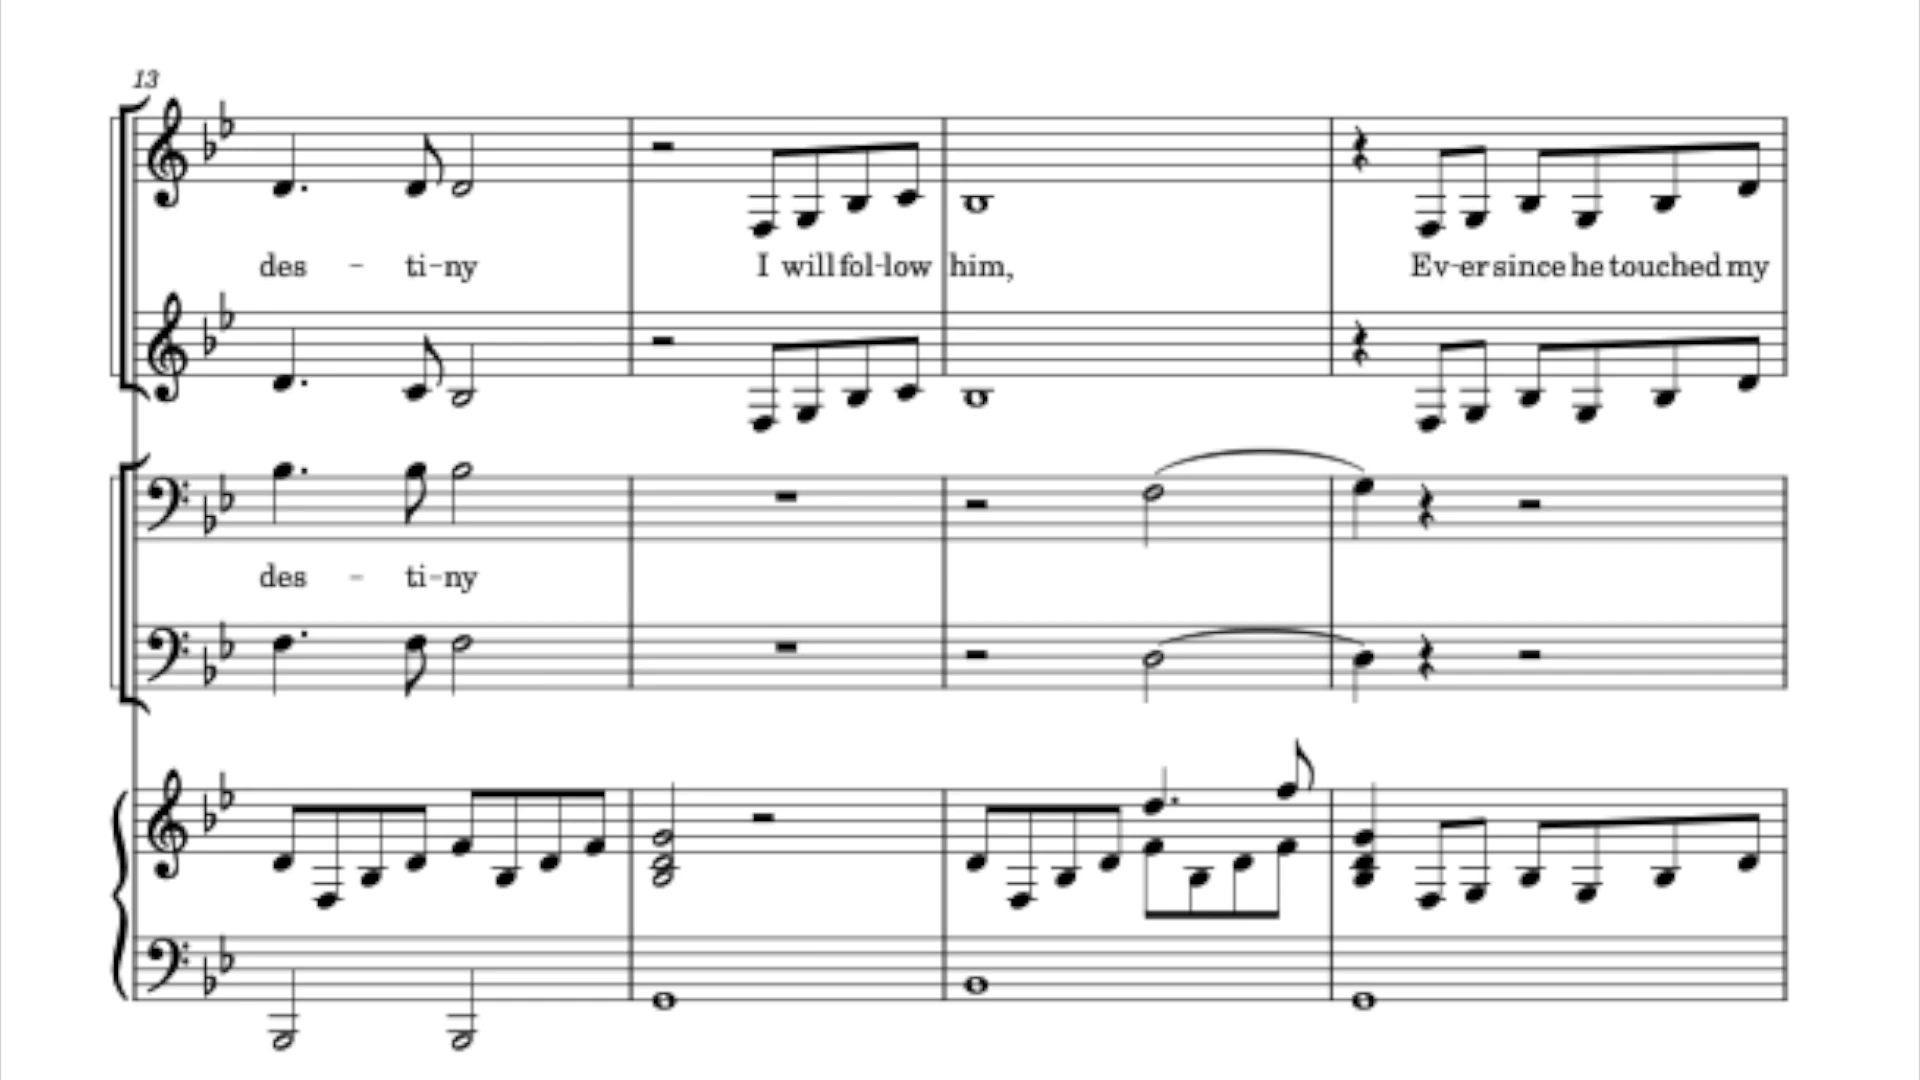 13
des - ti-ny I will fol-low him, Ev-er since he touched my
des - ti-ny